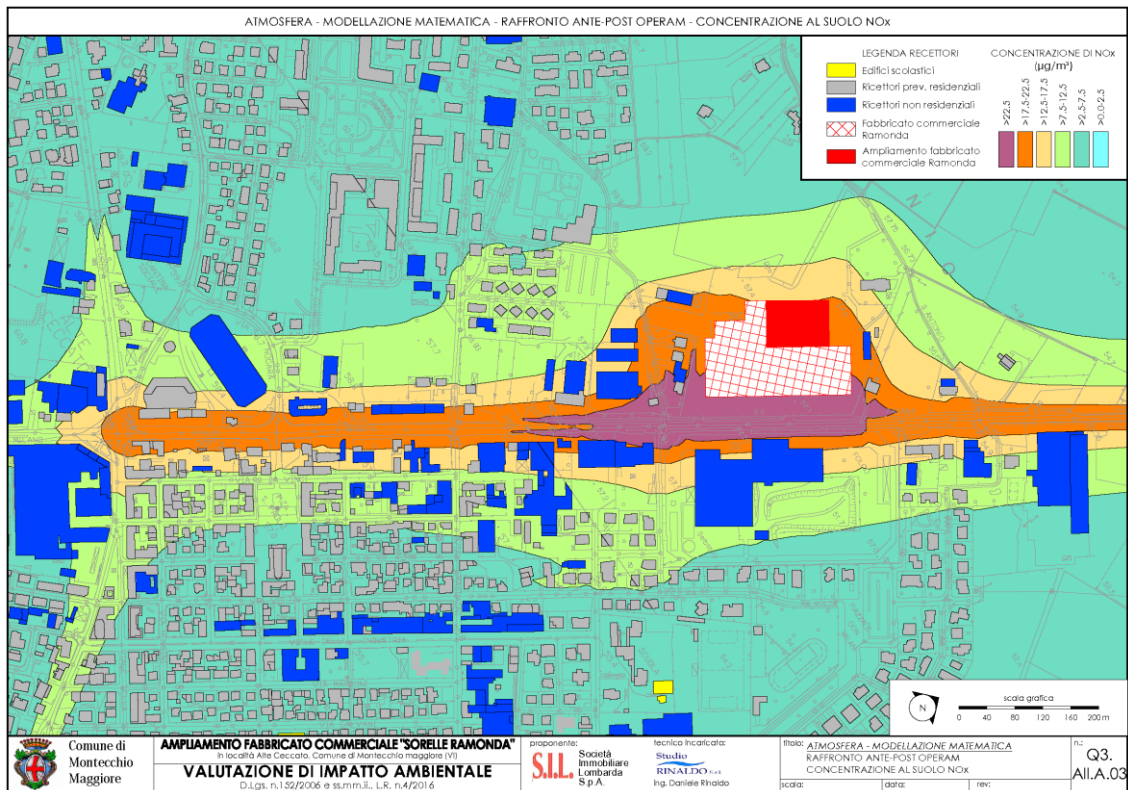 ATMOSFERA - MODELLAZIONE MATEMATICA - RAFFRONTO ANTE-POST OPERAM - CONCENTRAZIONE AL SUOLO NOx
LEGENDA RECETTORI
Edifici scolastici
Ricettori prev. residenziali
Ricettori non residenziali
Fabbricato commerciale
Ramonda
Ampliamento fabbricato
commerciale Ramonda
CONCENTRAZIONE DI NOx
(µg/m³)
>22.5
>17.5-22.5
>12.5-17.5
>7.5-12.5
>2.5-7.5
>0.0-2.5
N
scala grafica
0 40 80 120 160 200 m
Comune di
Montecchio
Maggiore
AMPLIAMENTO FABBRICATO COMMERCIALE "SORELLE RAMONDA"
in località Alte Ceccato, Comune di Montecchio maggiore (VI)
VALUTAZIONE DI IMPATTO AMBIENTALE
D.Lgs. n.152/2006 e ss.mm.ii., L.R. n.4/2016
proponente:
S.I.L. Società
Immobiliare
Lombarda
S.p.A.
tecnico incaricato:
Studio
RINALDO S.r.l.
Ing. Daniele Rinaldo
titolo: ATMOSFERA - MODELLAZIONE MATEMATICA
RAFFRONTO ANTE-POST OPERAM
CONCENTRAZIONE AL SUOLO NOx
scala: data: rev:
n.:
Q3.
All.A.03